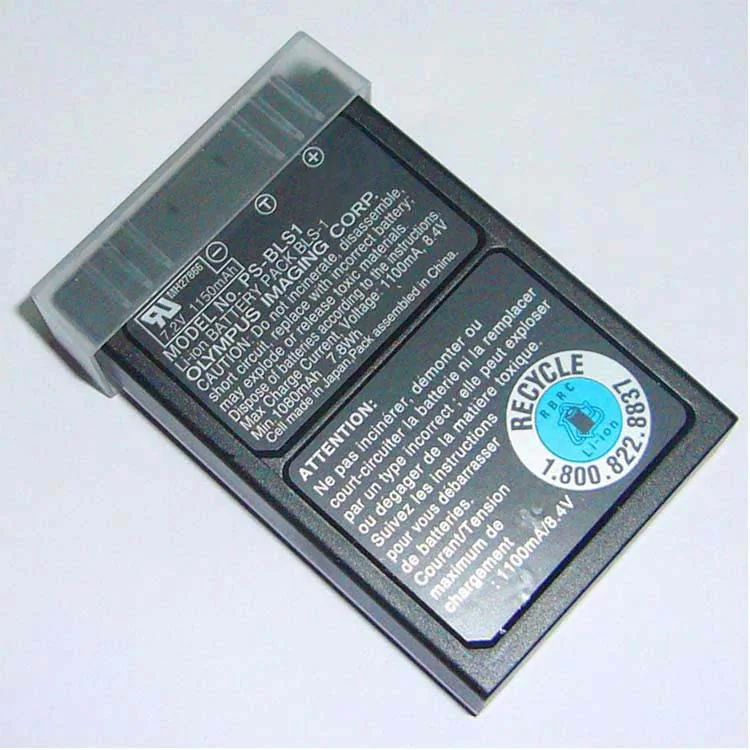 MH27866
7.2V 1150mAh
MODEL No. PS-BLS1
Li-ion BATTERY PACK BLS-1
OLYMPUS IMAGING CORP.
CAUTION: Do not incinerate, disassemble,
short circuit or replace with incorrect battery;
may explode or release toxic materials.
Dispose of batteries according to the instructions.
Max Charge Current, Voltage: 1100mA, 8.4V
Min. 1080mAh 7.8Wh
Cell made in Japan,Pack assembled in China.
ATTENTION:
Ne pas incinérer, démonter ou
court-circuiter la batterie ni la remplacer
par un type incorrect ; elle peut exploser
ou dégager de la matière toxique.
Suivez les instructions
pour vous débarrasser
de batteries.
Courant/Tension
maximum de
chargement
: 1100mA/8.4V
RECYCLE
RBRC
Li-ion
1.800.822.8837